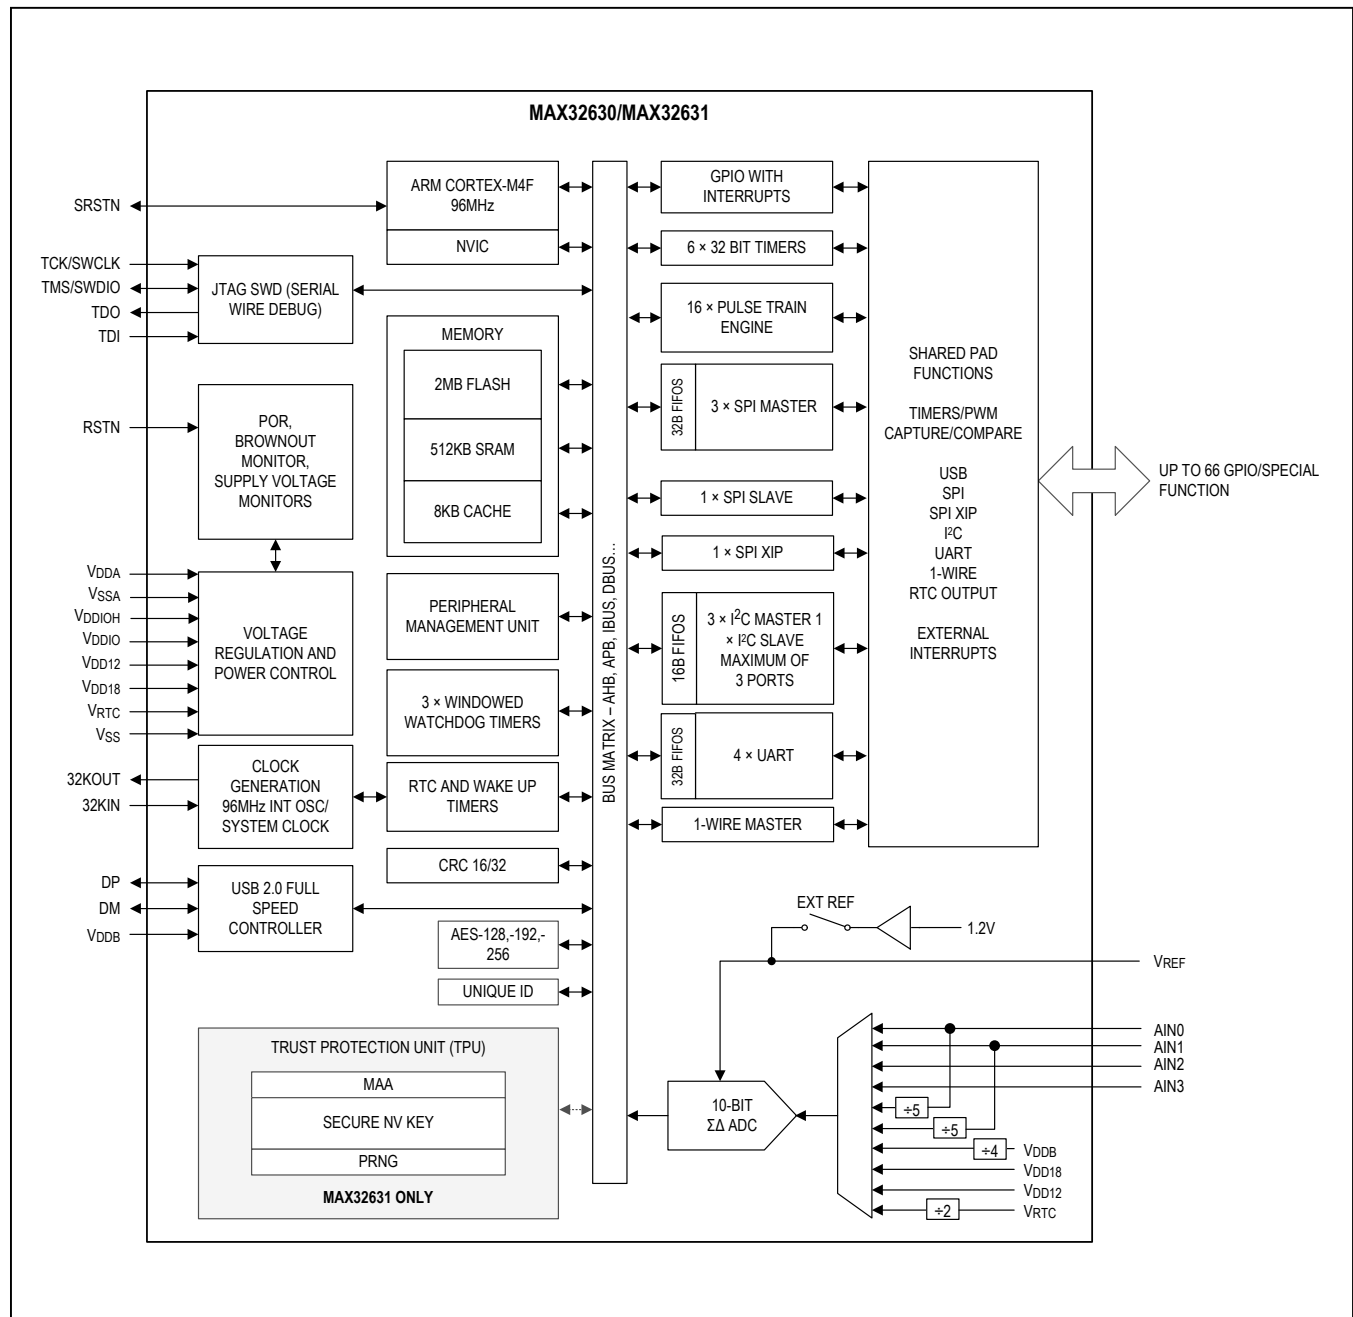 MAX32630/MAX32631
SRSTN
TCK/SWCLK
TMS/SWDIO
TDO
TDI
RSTN
VDDA
VSSA
VDDIOH
VDDIO
VDD12
VDD18
VRTC
VSS
32KOUT
32KIN
DP
DM
VDDB
JTAG SWD (SERIAL
WIRE DEBUG)
POR,
BROWNOUT
MONITOR,
SUPPLY VOLTAGE
MONITORS
VOLTAGE
REGULATION AND
POWER CONTROL
CLOCK
GENERATION
96MHz INT OSC/
SYSTEM CLOCK
USB 2.0 FULL
SPEED
CONTROLLER
ARM CORTEX-M4F
96MHz
NVIC
MEMORY
2MB FLASH
512KB SRAM
8KB CACHE
PERIPHERAL
MANAGEMENT UNIT
3 × WINDOWED
WATCHDOG TIMERS
RTC AND WAKE UP
TIMERS
CRC 16/32
AES-128,-192,-
256
UNIQUE ID
TRUST PROTECTION UNIT (TPU)
MAA
SECURE NV KEY
PRNG
MAX32631 ONLY
BUS MATRIX – AHB, APB, IBUS, DBUS...
GPIO WITH
INTERRUPTS
6 × 32 BIT TIMERS
16 × PULSE TRAIN
ENGINE
32B FIFOS
3 × SPI MASTER
1 × SPI SLAVE
1 × SPI XIP
16B FIFOS
3 × I²C MASTER 1
× I²C SLAVE
MAXIMUM OF
3 PORTS
32B FIFOS
4 × UART
1-WIRE MASTER
SHARED PAD
FUNCTIONS
TIMERS/PWM
CAPTURE/COMPARE
USB
SPI
SPI XIP
I²C
UART
1-WIRE
RTC OUTPUT
EXTERNAL
INTERRUPTS
UP TO 66 GPIO/SPECIAL
FUNCTION
EXT REF
1.2V
VREF
10-BIT
ΣΔ ADC
AIN0
AIN1
AIN2
AIN3
÷5
÷5
÷4
VDDB
VDD18
VDD12
÷2
VRTC